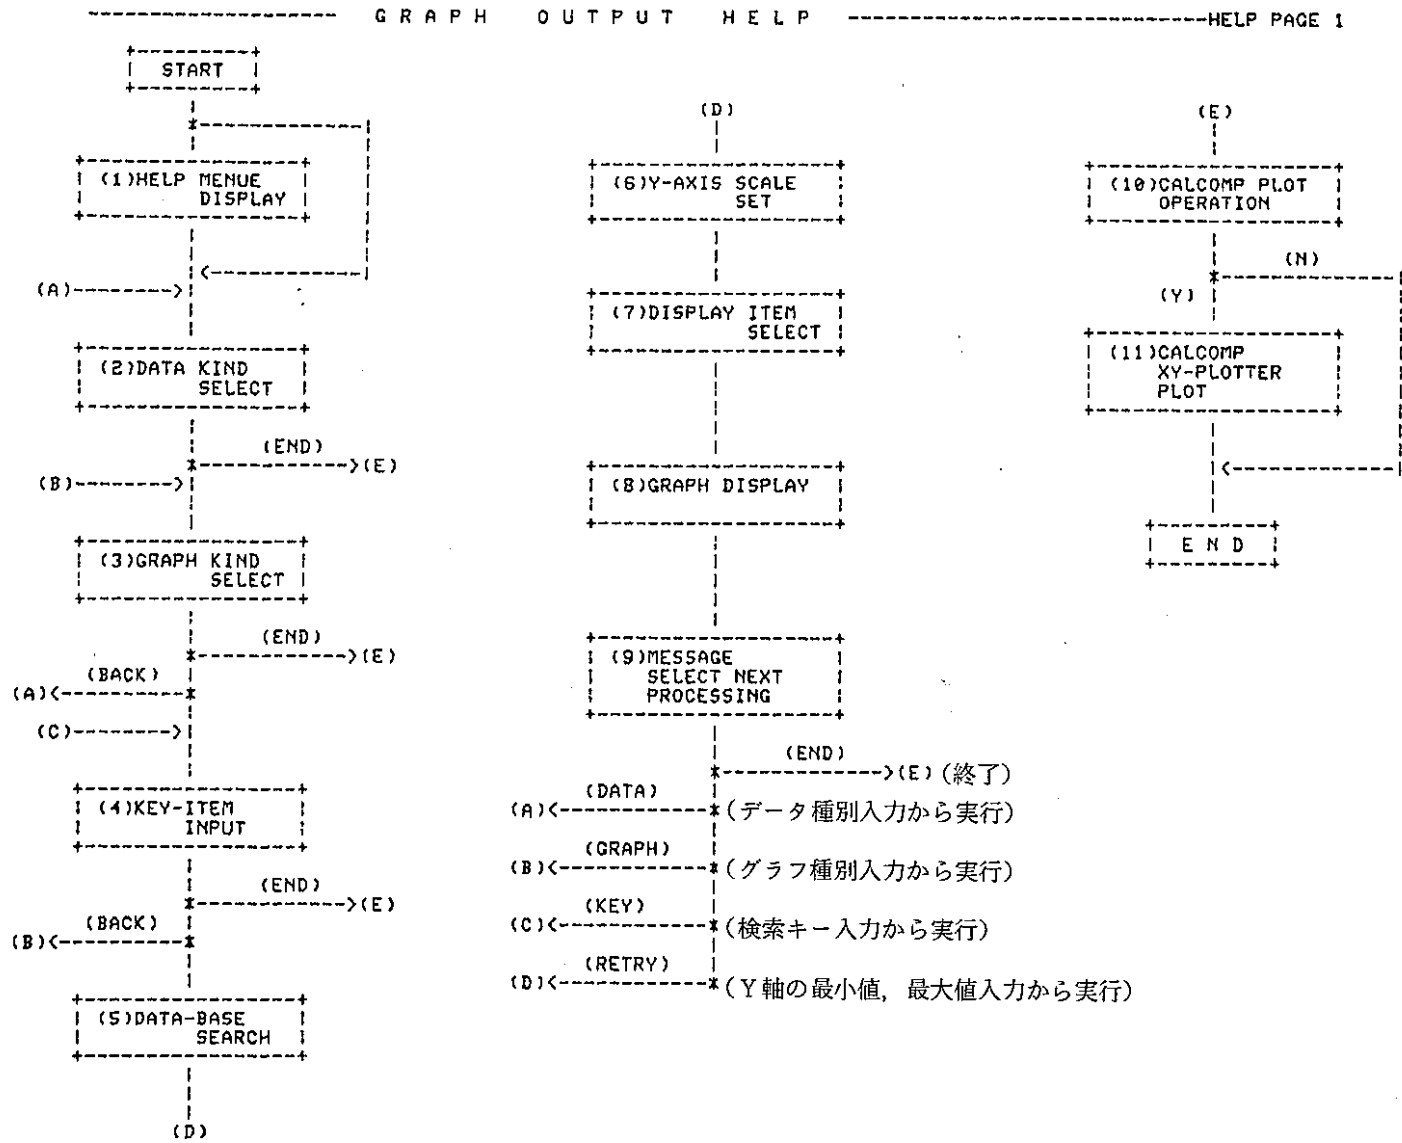 GRAPH OUTPUT HELP HELP PAGE 1
START
(1)HELP MENUE
DISPLAY
(A)
(2)DATA KIND
SELECT
(END)
(E)
(B)
(3)GRAPH KIND
SELECT
(END)
(E)
(BACK)
(A)
(C)
(4)KEY-ITEM
INPUT
(END)
(E)
(BACK)
(B)
(5)DATA-BASE
SEARCH
(D)
(D)
(6)Y-AXIS SCALE
SET
(7)DISPLAY ITEM
SELECT
(8)GRAPH DISPLAY
(9)MESSAGE
SELECT NEXT
PROCESSING
(END)
(E)(終了)
(DATA)
(A) (データ種別入力から実行)
(GRAPH)
(B) (グラフ種別入力から実行)
(KEY)
(C) (検索キー入力から実行)
(RETRY)
(D) (Y軸の最小値, 最大値入力から実行)
(E)
(10)CALCOMP PLOT
OPERATION
(N)
(Y)
(11)CALCOMP
XY-PLOTTER
PLOT
E N D